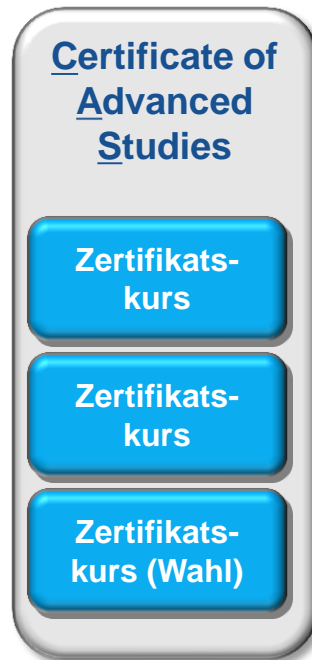 Certificate of
Advanced
Studies
Zertifikats-
kurs
Zertifikats-
kurs
Zertifikats-
kurs (Wahl)